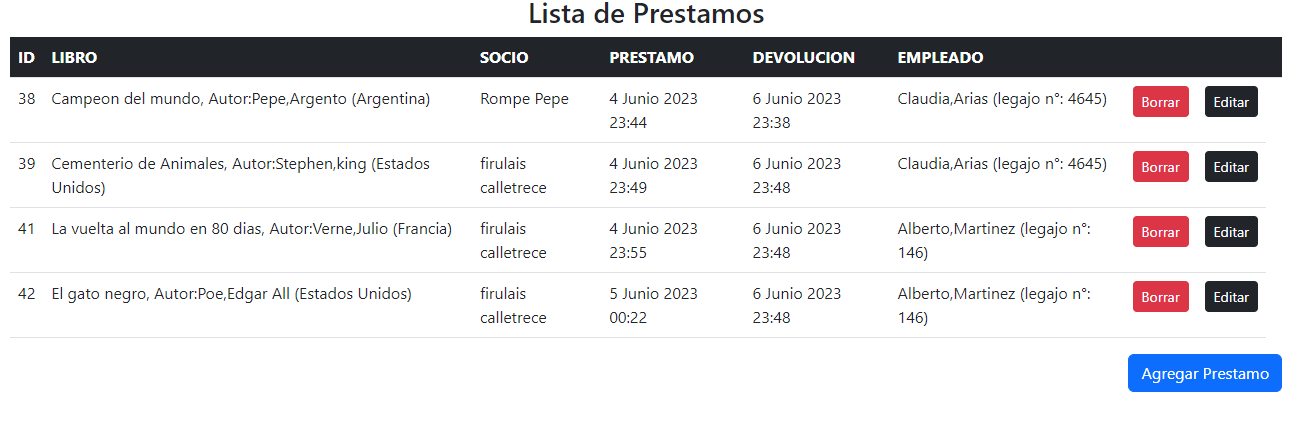 Lista de Prestamos
ID LIBRO SOCIO PRESTAMO DEVOLUCION EMPLEADO
38 Campeon del mundo, Autor:Pepe,Argento (Argentina) Rompe Pepe 4 Junio 2023 6 Junio 2023 Claudia,Arias (legajo n°: 4645) Borrar Editar
23:44 23:38
39 Cementerio de Animales, Autor:Stephen,king (Estados firulais 4 Junio 2023 6 Junio 2023 Claudia,Arias (legajo n°: 4645) Borrar Editar
Unidos) calletrece 23:49 23:48
41 La vuelta al mundo en 80 dias, Autor:Verne,Julio (Francia) firulais 4 Junio 2023 6 Junio 2023 Alberto,Martinez (legajo n°: Borrar Editar
calletrece 23:55 23:48 146)
42 El gato negro, Autor:Poe,Edgar All (Estados Unidos) firulais 5 Junio 2023 6 Junio 2023 Alberto,Martinez (legajo n°: Borrar Editar
calletrece 00:22 23:48 146)
Agregar Prestamo